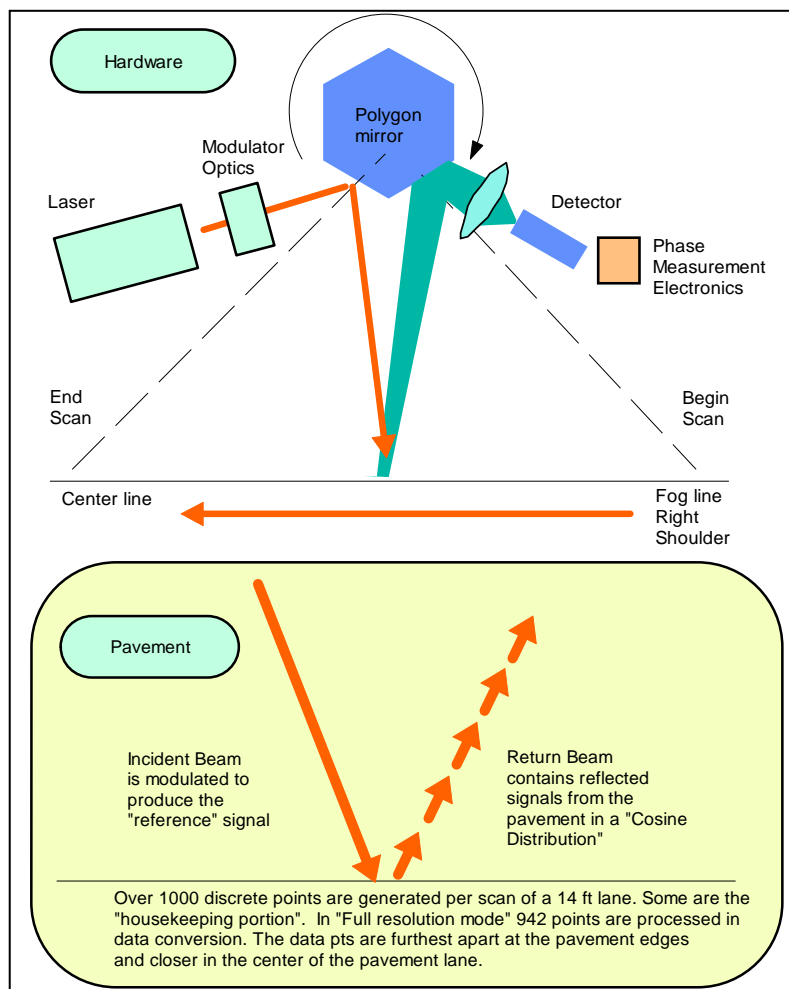 Hardware
Polygon
mirror
Modulator
Optics
Laser
Detector
Phase
Measurement
Electronics
End
Scan
Begin
Scan
Center line
Fog line
Right
Shoulder
Pavement
Incident Beam
is modulated to
produce the
"reference" signal
Return Beam
contains reflected
signals from the
pavement in a "Cosine
Distribution"
Over 1000 discrete points are generated per scan of a 14 ft lane. Some are the
"housekeeping portion".  In "Full resolution mode" 942 points are processed in
data conversion. The data pts are furthest apart at the pavement edges
and closer in the center of the pavement lane.